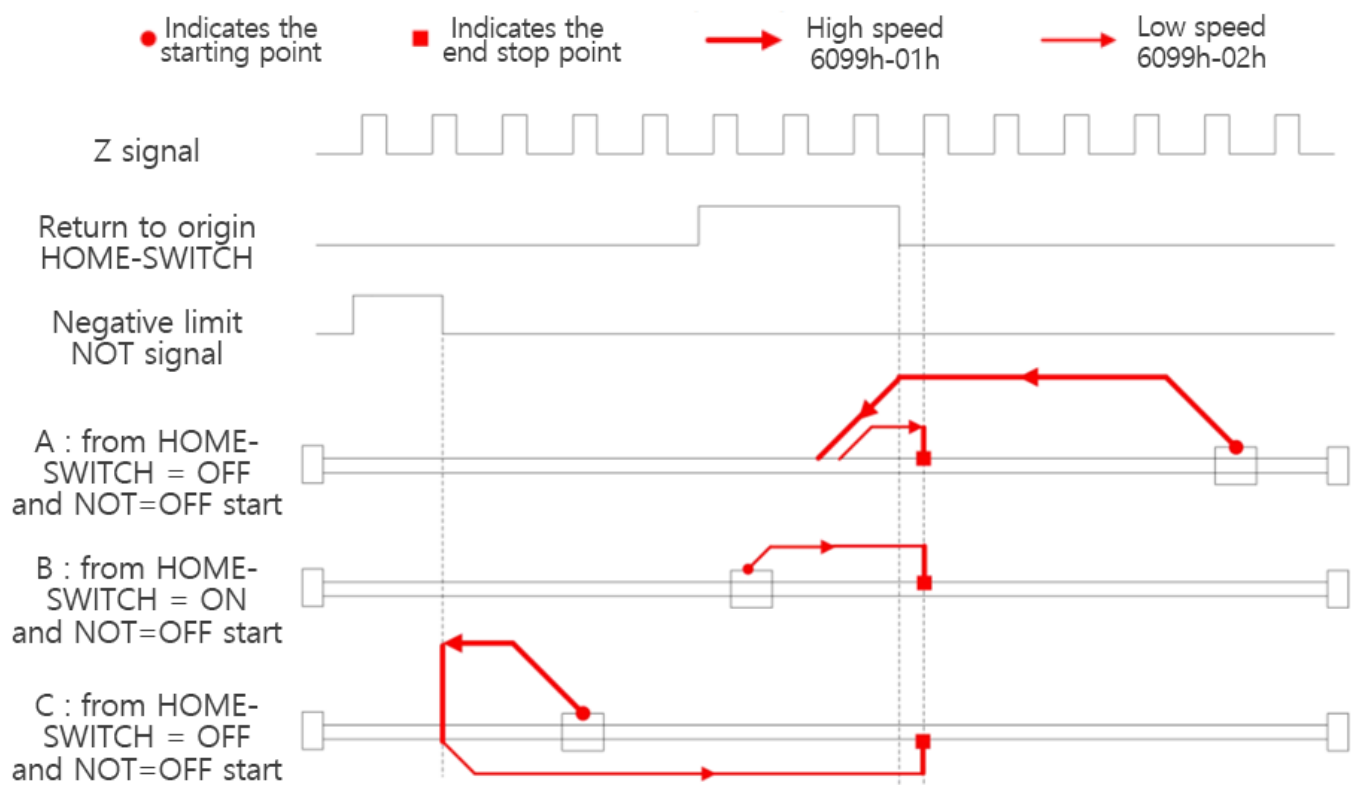 Indicates the
starting point
Indicates the
end stop point
High speed
6099h-01h
Low speed
6099h-02h
Z signal
Return to origin
HOME-SWITCH
Negative limit
NOT signal
A : from HOME-
SWITCH = OFF
and NOT=OFF start
B : from HOME-
SWITCH = ON
and NOT=OFF start
C : from HOME-
SWITCH = OFF
and NOT=OFF start